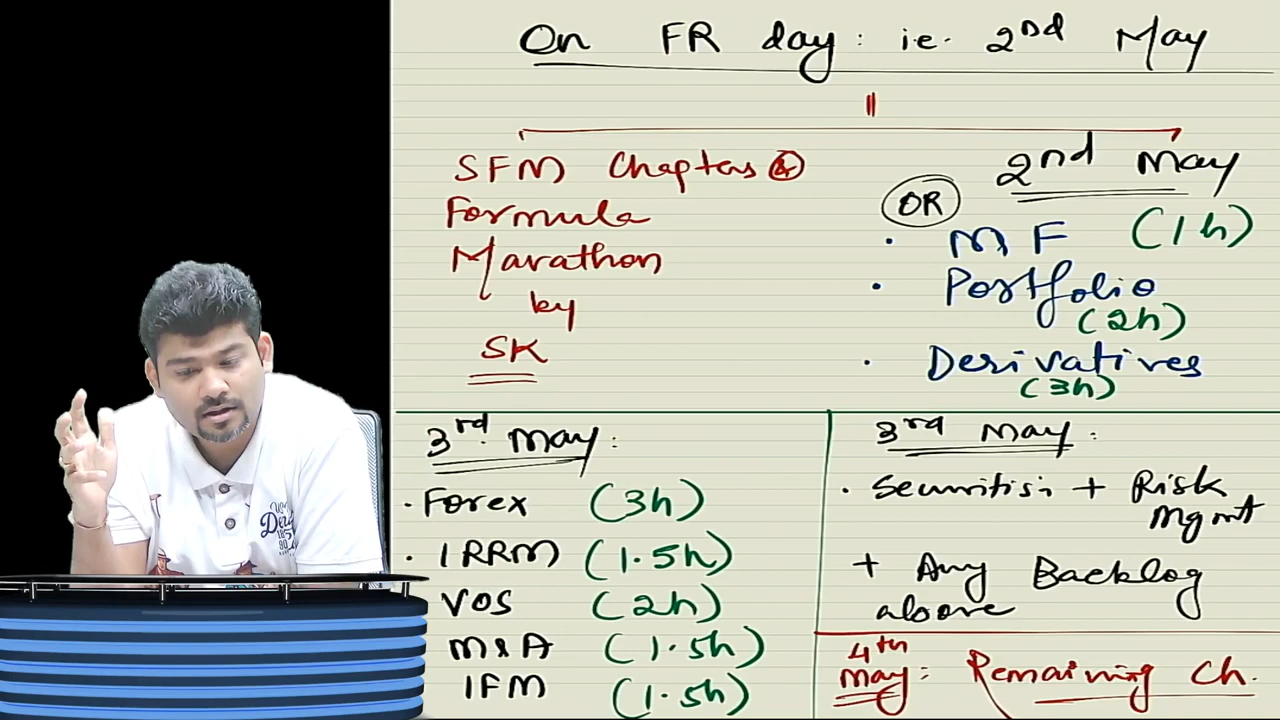 On FR day: i.e. 2nd May
SFM Chapters &
Formula
Marathon
by
SK
OR
2nd May
• MF (1h)
• Portfolio
(2h)
• Derivatives
(3h)
3rd May:
• Forex (3h)
• IRRM (1.5h)
VOS (2h)
M&A (1.5h)
IFM (1.5h)
3rd May:
• Securitisn + Risk
Mgmt
+ Any Backlog
above
4th
May: Remaining Ch.